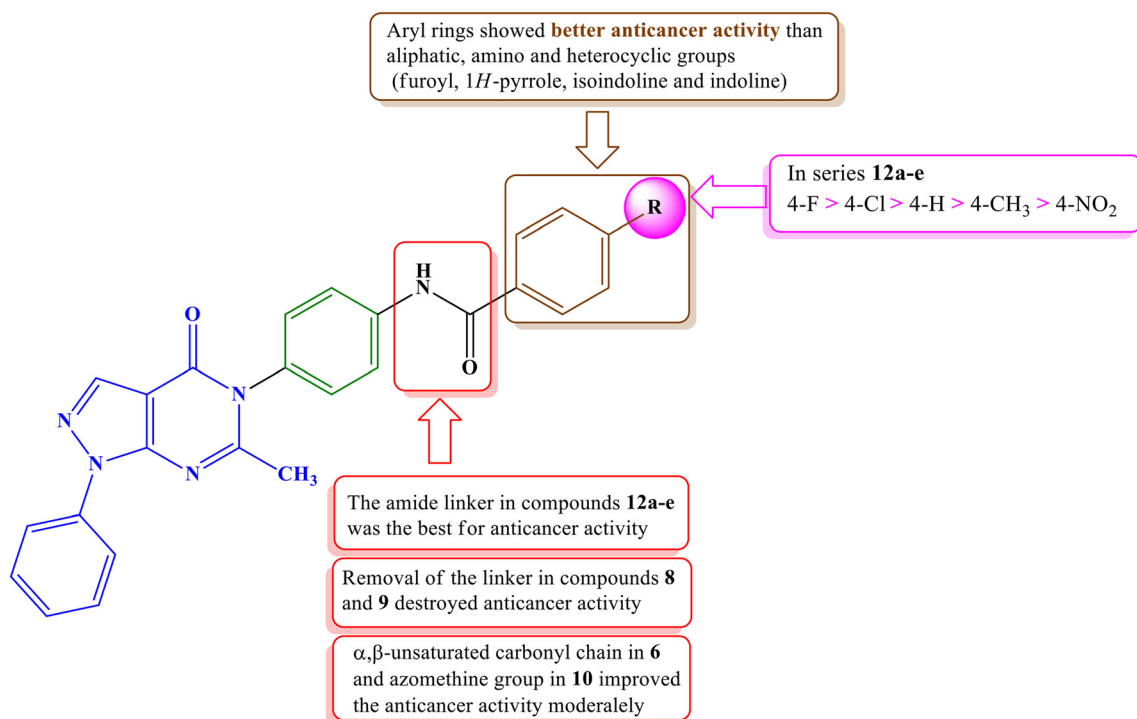 Aryl rings showed better anticancer activity than
aliphatic, amino and heterocyclic groups
(furoyl, 1H-pyrrole, isoindoline and indoline)
In series 12a-e
4-F > 4-Cl > 4-H > 4-CH₃ > 4-NO₂
R
H
N
O
O
N
N
N
N
CH₃
The amide linker in compounds 12a-e
was the best for anticancer activity
Removal of the linker in compounds 8
and 9 destroyed anticancer activity
α,β-unsaturated carbonyl chain in 6
and azomethine group in 10 improved
the anticancer activity moderalely